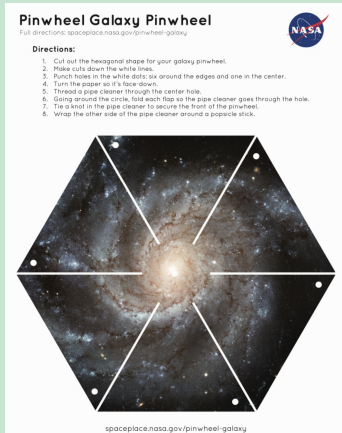 Pinwheel Galaxy Pinwheel
Full directions: spaceplace.nasa.gov/pinwheel-galaxy
NASA
Directions:
1. Cut out the hexagonal shape for your galaxy pinwheel.
2. Make cuts down the white lines.
3. Punch holes in the white dots: six around the edges and one in the center.
4. Turn the paper so it's face-down.
5. Thread a pipe cleaner through the center hole.
6. Going around the circle, fold each flap so the pipe cleaner goes through the hole.
7. Tie a knot in the pipe cleaner to secure the front of the pinwheel.
8. Wrap the other side of the pipe cleaner around a popsicle stick.
spaceplace.nasa.gov/pinwheel-galaxy